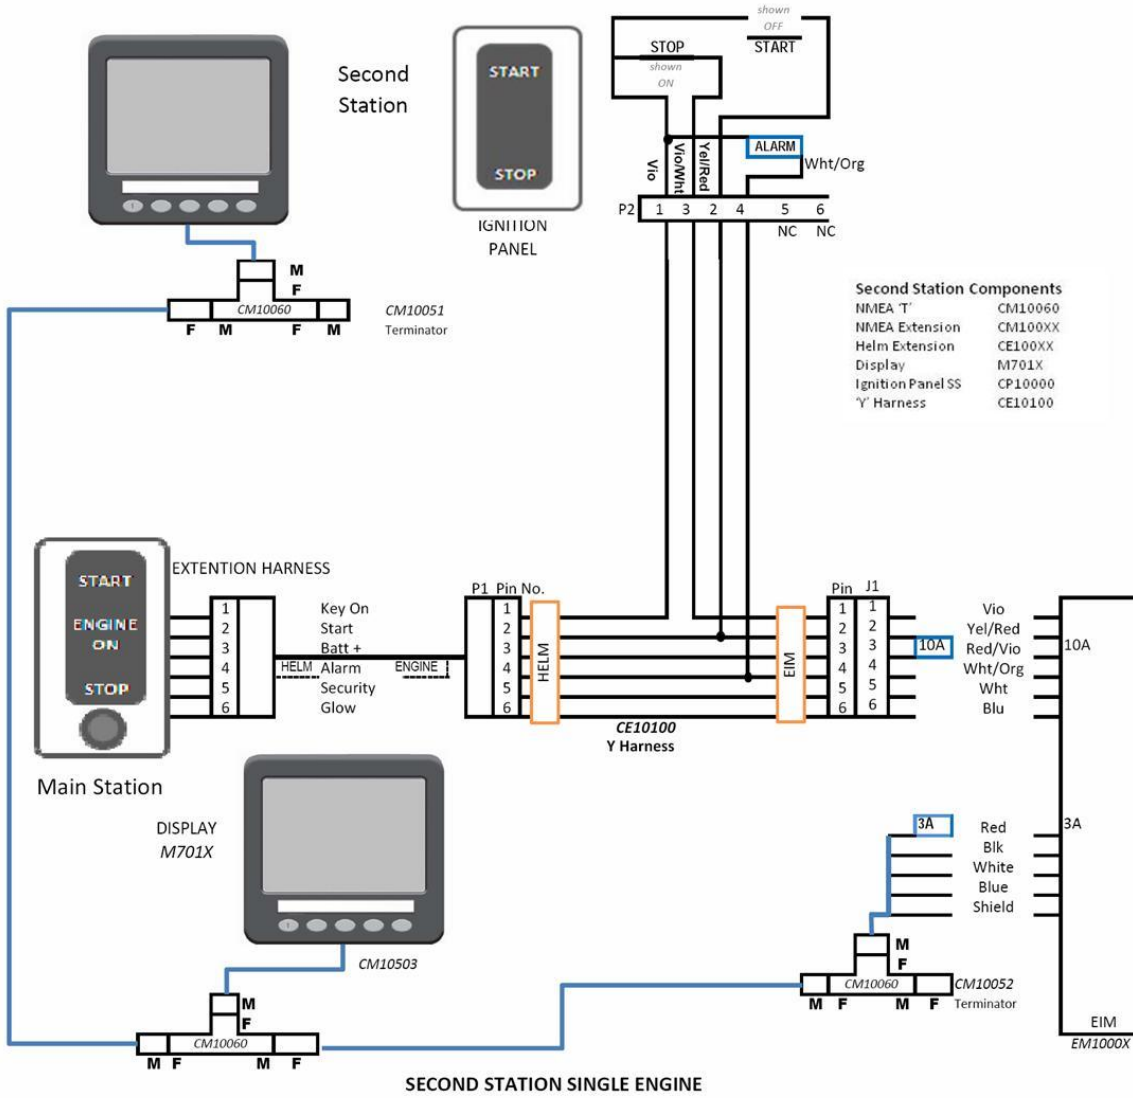 Second
Station
START
STOP
IGNITION
PANEL
shown
OFF
START
STOP
shown
ON
ALARM
Wht/Org
Vio
Vio/Wht
Yel/Red
P2 1 3 2 4 5 6
NC NC
M
F
CM10060
F M F M
CM10051
Terminator
Second Station Components
NMEA 'T' CM10060
NMEA Extension CM100XX
Helm Extension CE100XX
Display M701X
Ignition Panel SS CP10000
'Y' Harness CE10100
START
ENGINE
ON
STOP
Main Station
EXTENTION HARNESS
1
2
3
4
5
6
Key On
Start
Batt +
HELM Alarm ENGINE
Security
Glow
P1 Pin No.
1
2
3
4
5
6
HELM
CE10100
Y Harness
EIM
Pin J1
1 1
2 2
3 3
4 4
5 5
6 6
10A
Vio
Yel/Red
Red/Vio
Wht/Org
Wht
Blu
10A
DISPLAY
M701X
1
CM10503
3A
Red
Blk
White
Blue
Shield
3A
M
F
CM10060
M F M F
CM10052
Terminator
M
F
CM10060
M F M F
EIM
EM1000X
SECOND STATION SINGLE ENGINE